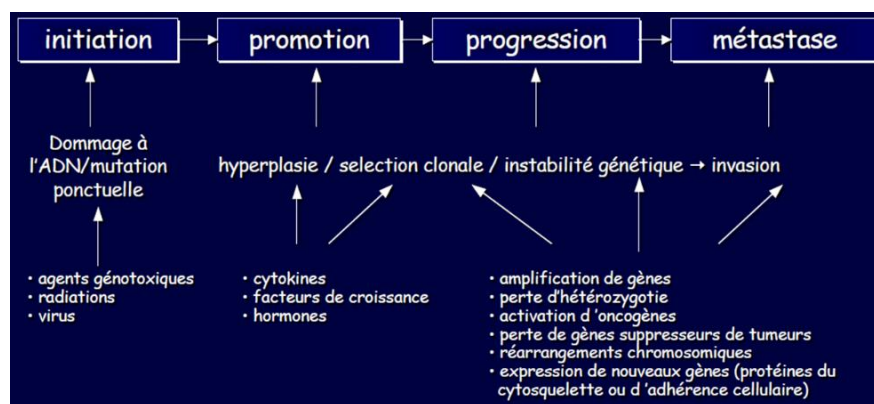 initiation
promotion
progression
métastase
Dommage à
l'ADN/mutation
ponctuelle
hyperplasie / selection clonale / instabilité génétique → invasion
• agents génotoxiques
• radiations
• virus
• cytokines
• facteurs de croissance
• hormones
• amplification de gènes
• perte d'hétérozygotie
• activation d 'oncogènes
• perte de gènes suppresseurs de tumeurs
• réarrangements chromosomiques
• expression de nouveaux gènes (protéines du
cytosquelette ou d 'adhérence cellulaire)